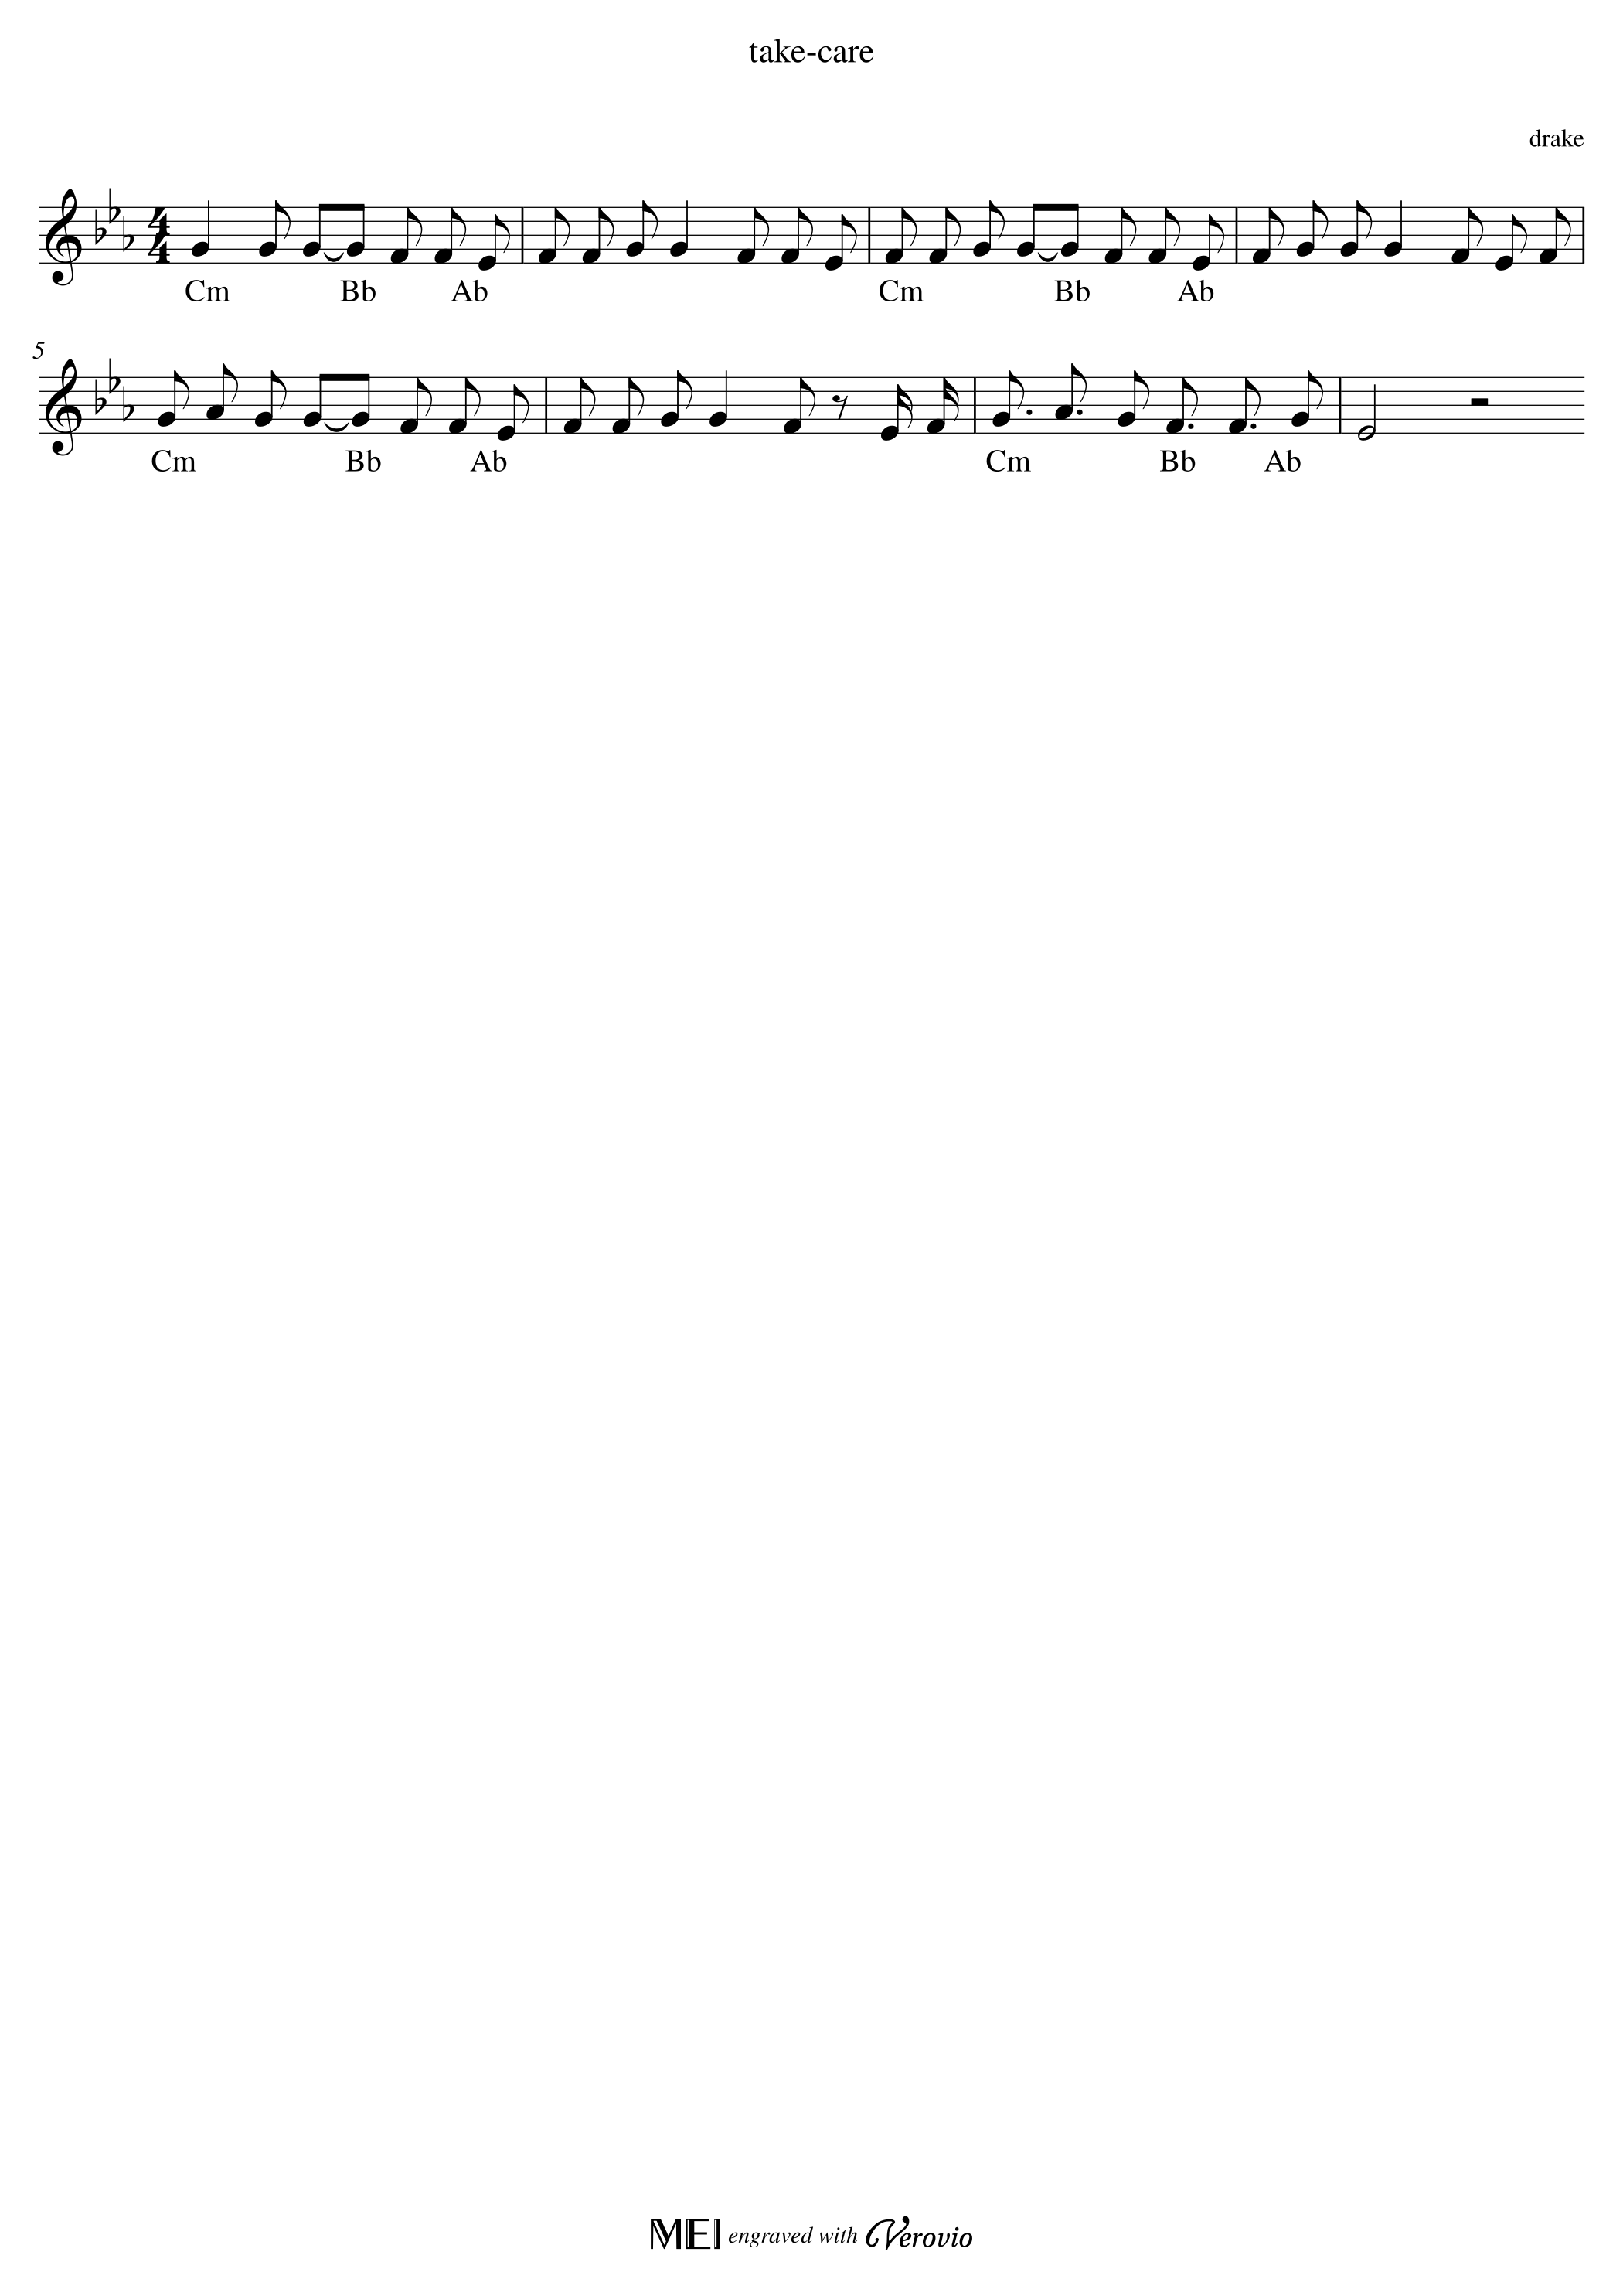 take-care
drake
4
4
Cm Bb Ab Cm Bb Ab
5
Cm Bb Ab Cm Bb Ab
MEI engraved with Verovio